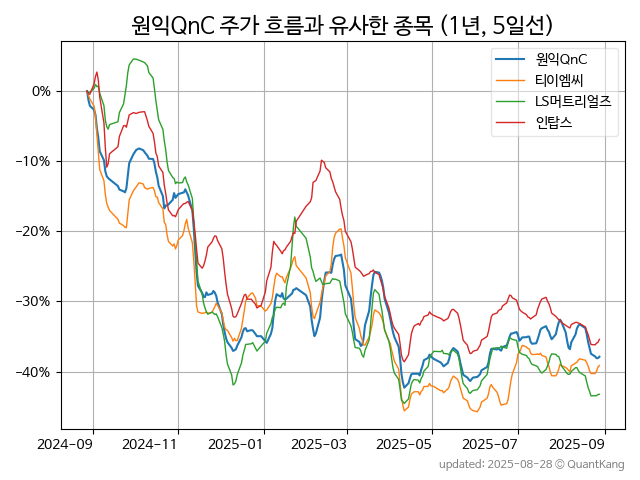 원익QnC 주가 흐름과 유사한 종목 (1년, 5일선)
원익QnC
티이엠씨
LS머트리얼즈
인탑스
0%
−10%
−20%
−30%
−40%
2024-09 2024-11 2025-01 2025-03 2025-05 2025-07 2025-09
updated: 2025-08-28 © QuantKang